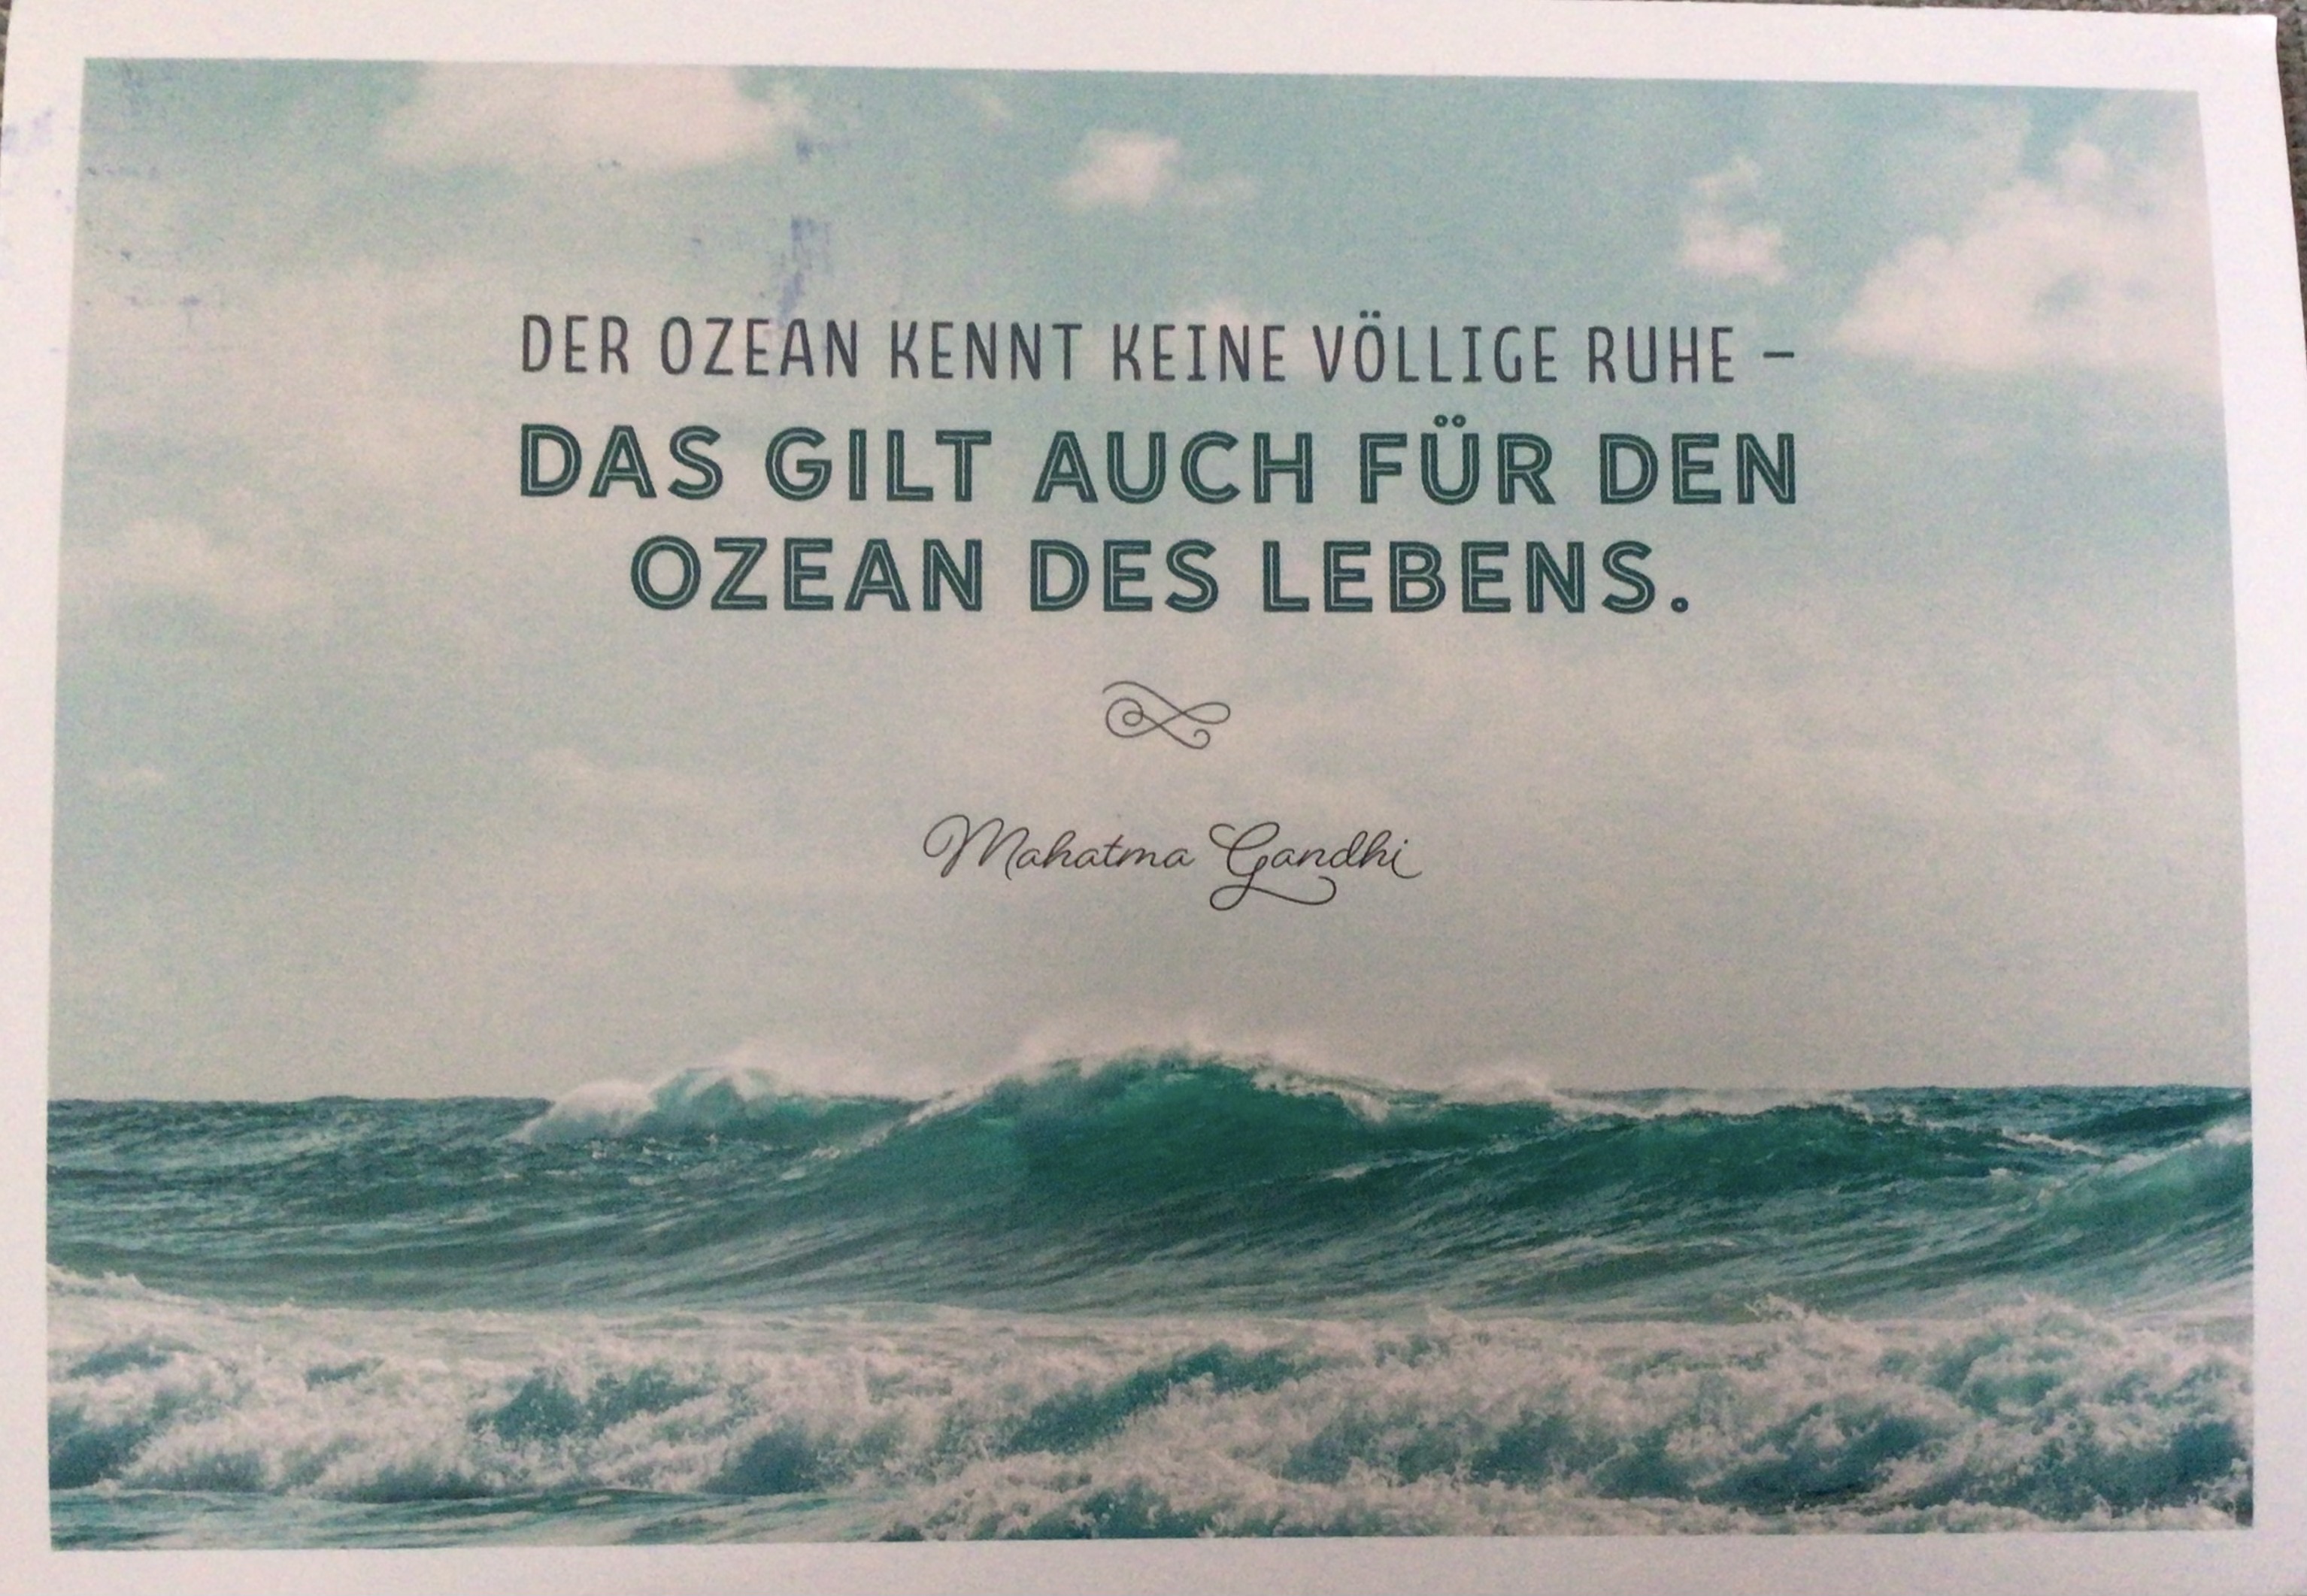 DER OZEAN KENNT KEINE VÖLLIGE RUHE –
DAS GILT AUCH FÜR DEN
OZEAN DES LEBENS.
Mahatma Gandhi